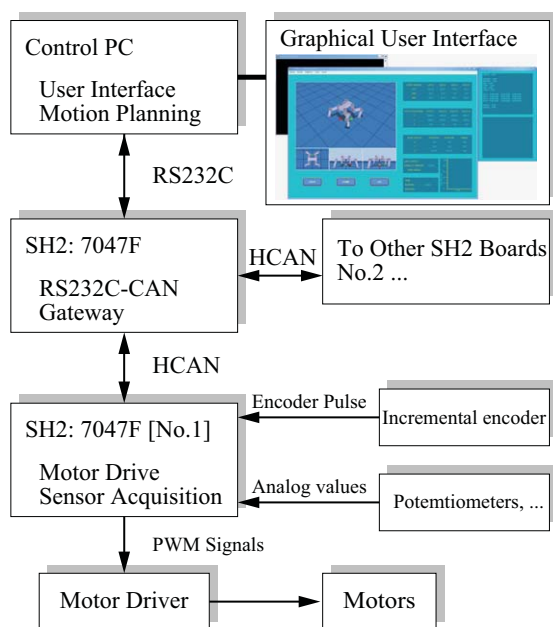 Control PC
User Interface
Motion Planning
Graphical User Interface
RS232C
SH2: 7047F
RS232C-CAN
Gateway
HCAN
To Other SH2 Boards
No.2 ...
HCAN
SH2: 7047F [No.1]
Motor Drive
Sensor Acquisition
Encoder Pulse
Incremental encoder
Analog values
Potemtiometers, ...
PWM Signals
Motor Driver
Motors